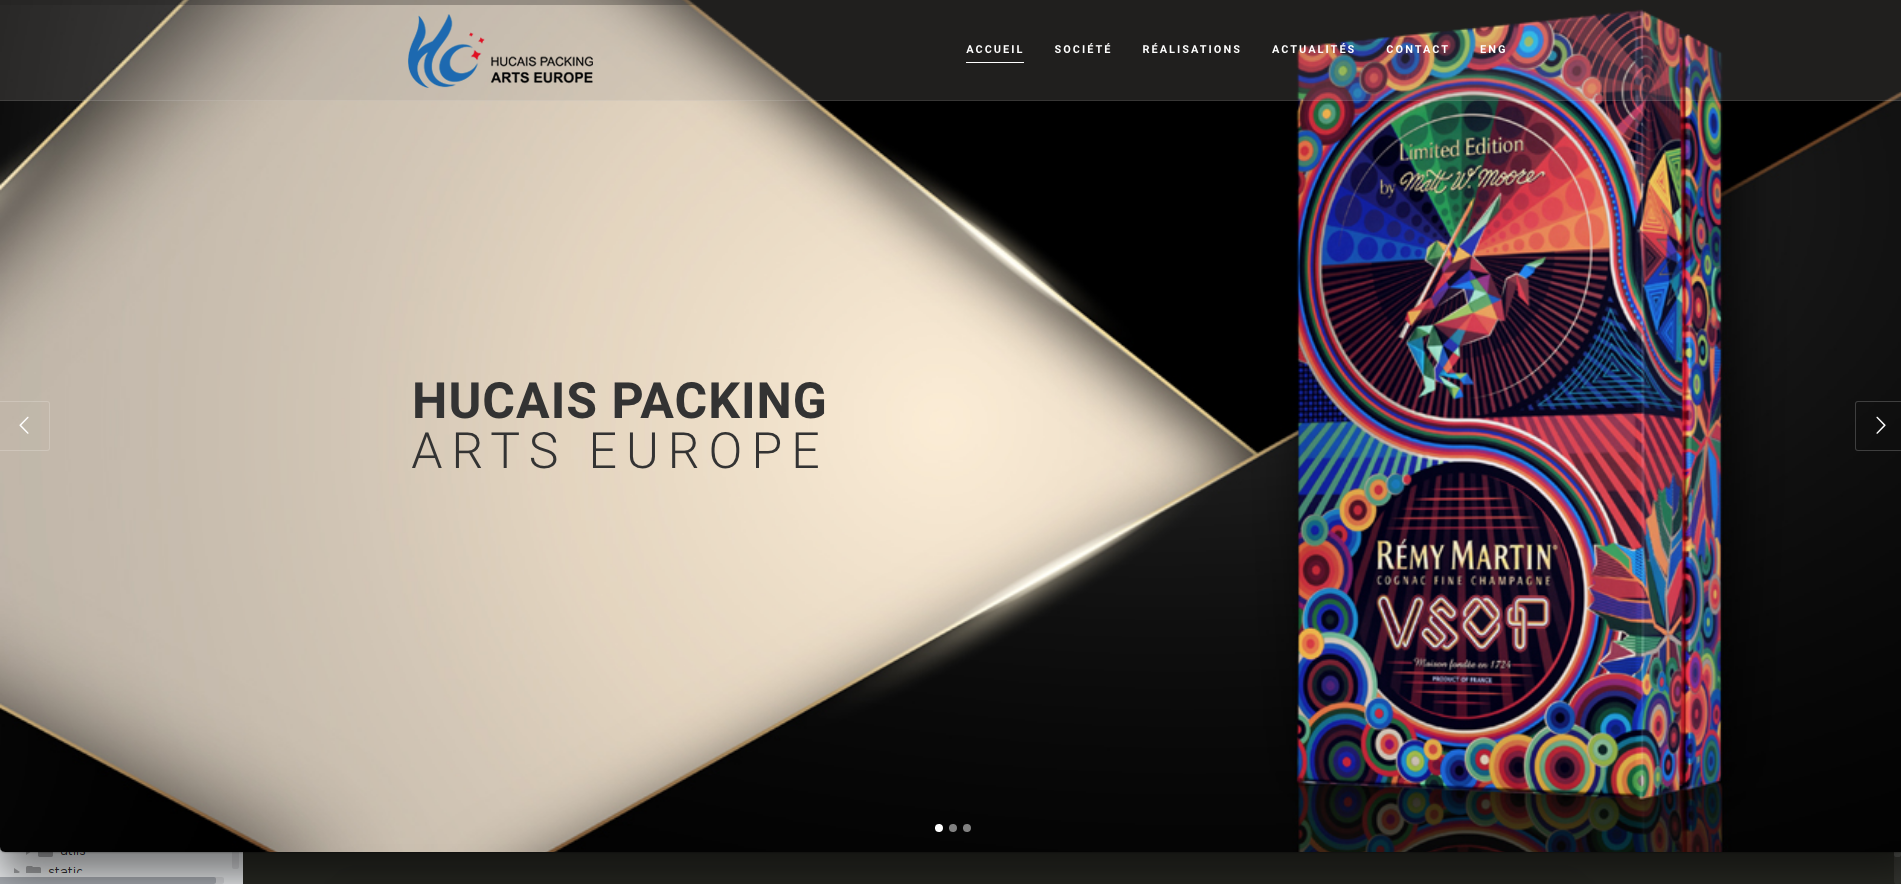 HUCAIS PACKING
ARTS EUROPE
ACCUEIL SOCIÉTÉ RÉALISATIONS ACTUALITÉS CONTACT ENG
Limited Edition
by Matt W. Moore
HUCAIS PACKING
ARTS EUROPE
RÉMY MARTIN®
COGNAC FINE CHAMPAGNE
VSOP
Maison fondée en 1724
PRODUCT OF FRANCE
utils
static